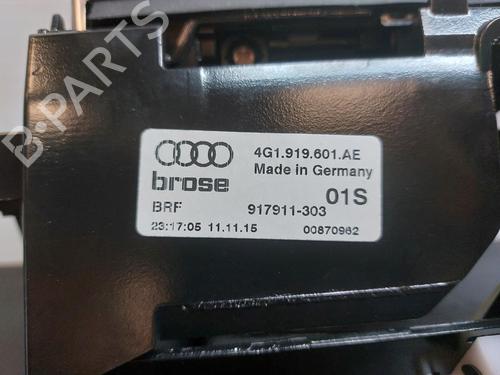 4G1.919.601.AE
Made in Germany
brose
01S
BRF 917911-303
23:17:05 11.11.15 00870962
B-PARTS